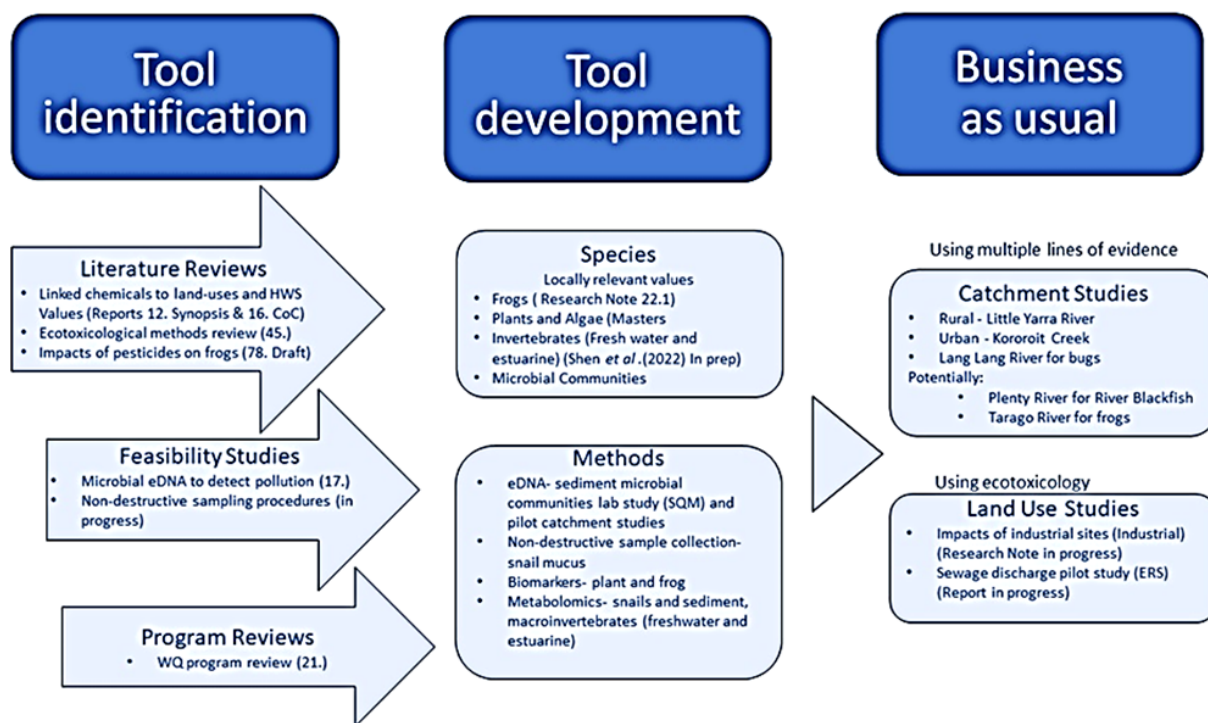 Tool
identification
Literature Reviews
• Linked chemicals to land-uses and HWS
Values (Reports 12. Synopsis & 16. CoC)
• Ecotoxicological methods review (45.)
• Impacts of pesticides on frogs (78. Draft)
Feasibility Studies
• Microbial eDNA to detect pollution (17.)
• Non-destructive sampling procedures (in
progress)
Program Reviews
• WQ program review (21.)
Tool
development
Species
Locally relevant values
• Frogs ( Research Note 22.1)
• Plants and Algae (Masters
• Invertebrates (Fresh water and
estuarine) (Shen et al.(2022) In prep)
• Microbial Communities
Methods
• eDNA- sediment microbial
communities lab study (SQM) and
pilot catchment studies
• Non-destructive sample collection-
snail mucus
• Biomarkers- plant and frog
• Metabolomics- snails and sediment,
macroinvertebrates (freshwater and
estuarine)
Business
as usual
Using multiple lines of evidence
Catchment Studies
• Rural - Little Yarra River
• Urban - Kororoit Creek
• Lang Lang River for bugs
Potentially:
• Plenty River for River Blackfish
• Tarago River for frogs
Using ecotoxicology
Land Use Studies
• Impacts of industrial sites (Industrial)
(Research Note in progress)
• Sewage discharge pilot study (ERS)
(Report in progress)